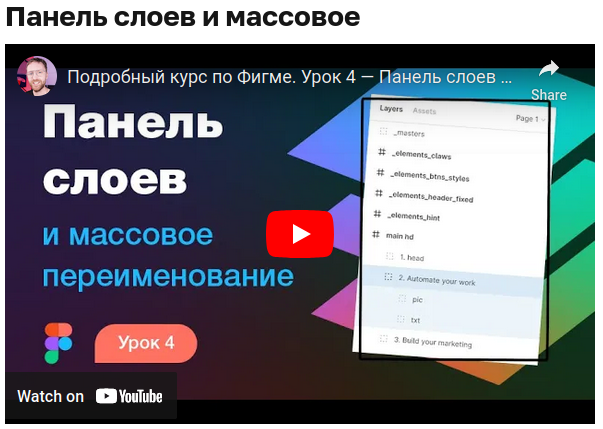 Панель слоев и массовое
Подробный курс по Фигме. Урок 4 — Панель слоев ...
Share
Панель
слоев
и массовое
переименование
Урок 4
Layers Assets Page 1
_masters
_elements_claws
_elements_btns_styles
_elements_header_fixed
_elements_hint
main hd
1. head
2. Automate your work
pic
txt
3. Build your marketing
Watch on YouTube